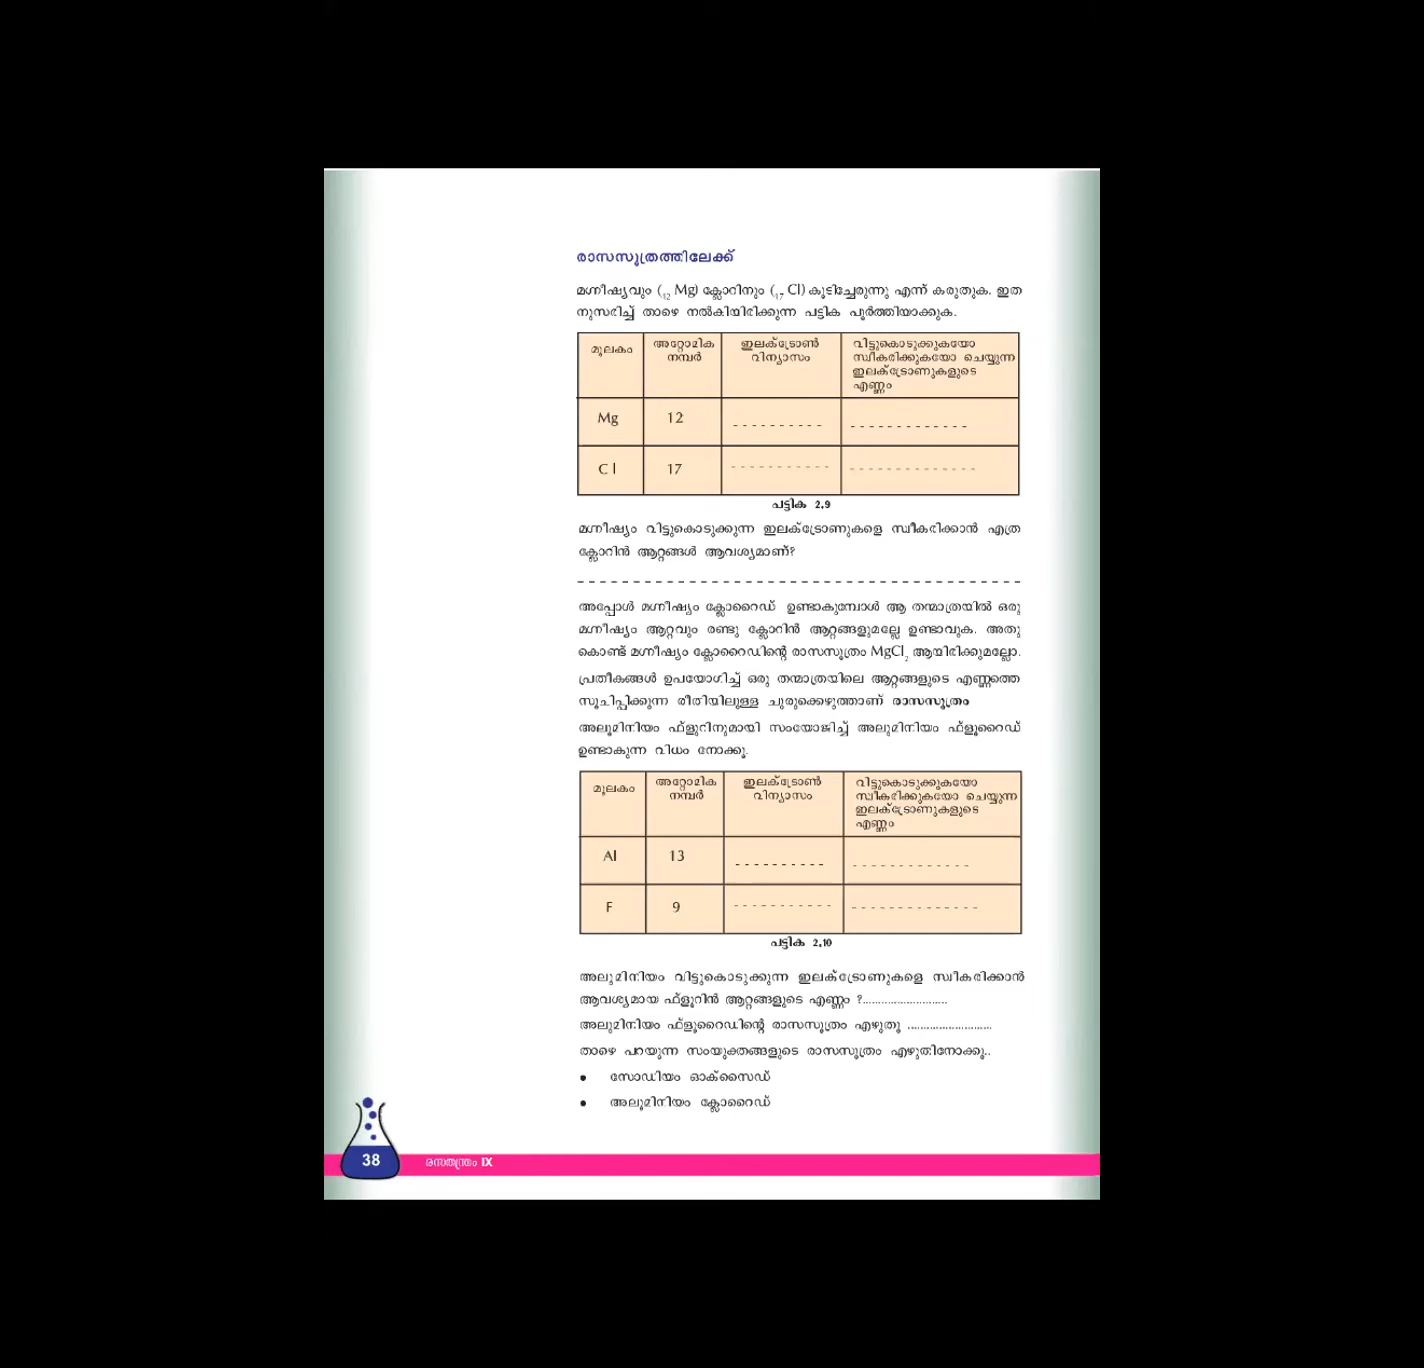 രാസസൂത്രത്തിലേക്ക്
മഗ്നീഷ്യവും (₁₂ Mg) ക്ലോറിനും (₁₇ Cl) കൂടിച്ചേരുന്നു എന്ന് കരുതുക. ഇത
നുസരിച്ച് താഴെ നൽകിയിരിക്കുന്ന പട്ടിക പൂർത്തിയാക്കുക.
മൂലകം
അറ്റോമിക
നമ്പർ
ഇലക്ട്രോൺ
വിന്യാസം
വിട്ടുകൊടുക്കുകയോ
സ്വീകരിക്കുകയോ ചെയ്യുന്ന
ഇലക്ട്രോണുകളുടെ
എണ്ണം
Mg 12 ---------- -------------
Cl 17 ----------- --------------
പട്ടിക 2.9
മഗ്നീഷ്യം വിട്ടുകൊടുക്കുന്ന ഇലക്ട്രോണുകളെ സ്വീകരിക്കാൻ എത്ര
ക്ലോറിൻ ആറ്റങ്ങൾ ആവശ്യമാണ്?
----------------------------------------
അപ്പോൾ മഗ്നീഷ്യം ക്ലോറൈഡ് ഉണ്ടാകുമ്പോൾ ആ തന്മാത്രയിൽ ഒരു
മഗ്നീഷ്യം ആറ്റവും രണ്ടു ക്ലോറിൻ ആറ്റങ്ങളുമല്ലേ ഉണ്ടാവുക. അതു
കൊണ്ട് മഗ്നീഷ്യം ക്ലോറൈഡിന്റെ രാസസൂത്രം MgCl₂ ആയിരിക്കുമല്ലോ.
പ്രതീകങ്ങൾ ഉപയോഗിച്ച് ഒരു തന്മാത്രയിലെ ആറ്റങ്ങളുടെ എണ്ണത്തെ
സൂചിപ്പിക്കുന്ന രീതിയിലുള്ള ചുരുക്കെഴുത്താണ് രാസസൂത്രം
അലൂമിനിയം ഫ്ളൂറിനുമായി സംയോജിച്ച് അലുമിനിയം ഫ്ളൂറൈഡ്
ഉണ്ടാകുന്ന വിധം നോക്കൂ.
മൂലകം
അറ്റോമിക
നമ്പർ
ഇലക്ട്രോൺ
വിന്യാസം
വിട്ടുകൊടുക്കുകയോ
സ്വീകരിക്കുകയോ ചെയ്യുന്ന
ഇലക്ട്രോണുകളുടെ
എണ്ണം
Al 13 ---------- -------------
F 9 ----------- --------------
പട്ടിക 2.10
അലുമിനിയം വിട്ടുകൊടുക്കുന്ന ഇലക്ട്രോണുകളെ സ്വീകരിക്കാൻ
ആവശ്യമായ ഫ്ളൂറിൻ ആറ്റങ്ങളുടെ എണ്ണം ?...........................
അലുമിനിയം ഫ്ളൂറൈഡിന്റെ രാസസൂത്രം എഴുതൂ ...........................
താഴെ പറയുന്ന സംയുക്തങ്ങളുടെ രാസസൂത്രം എഴുതിനോക്കൂ..
● സോഡിയം ഓക്സൈഡ്
● അലൂമിനിയം ക്ലോറൈഡ്
38 രസതന്ത്രം IX